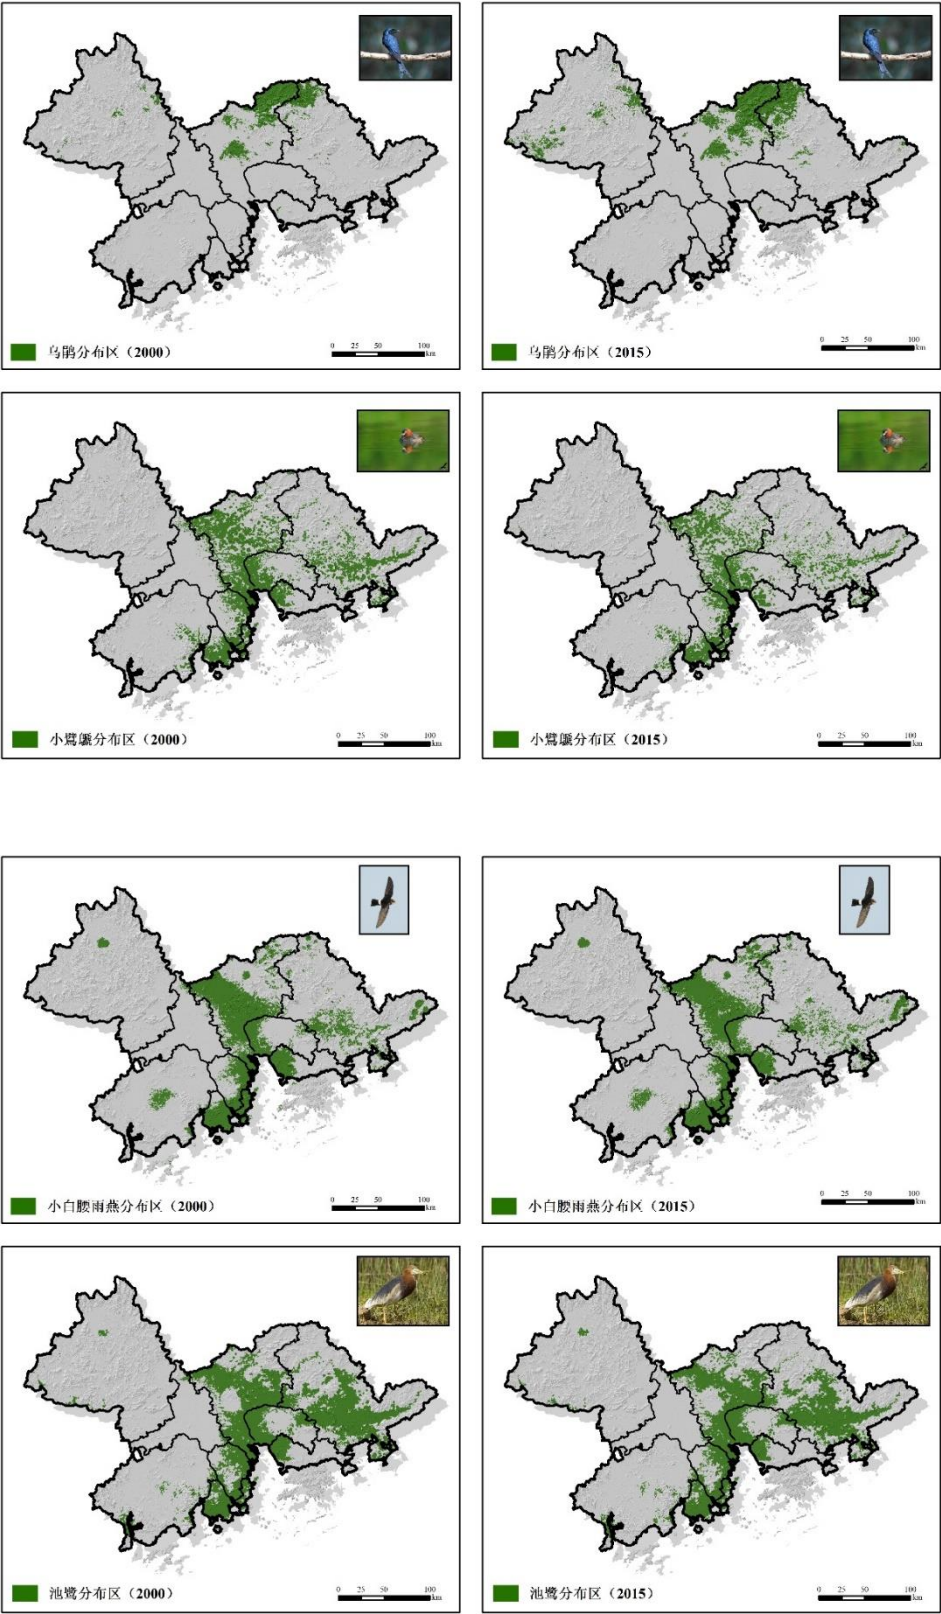 乌鹃分布区（2000）
0 25 50 100
km
乌鹃分布区（2015）
0 25 50 100
km
小鷿鷈分布区（2000）
0 25 50 100
km
小鷿鷈分布区（2015）
0 25 50 100
km
小白腰雨燕分布区（2000）
0 25 50 100
km
小白腰雨燕分布区（2015）
0 25 50 100
km
池鹭分布区（2000）
0 25 50 100
km
池鹭分布区（2015）
0 25 50 100
km